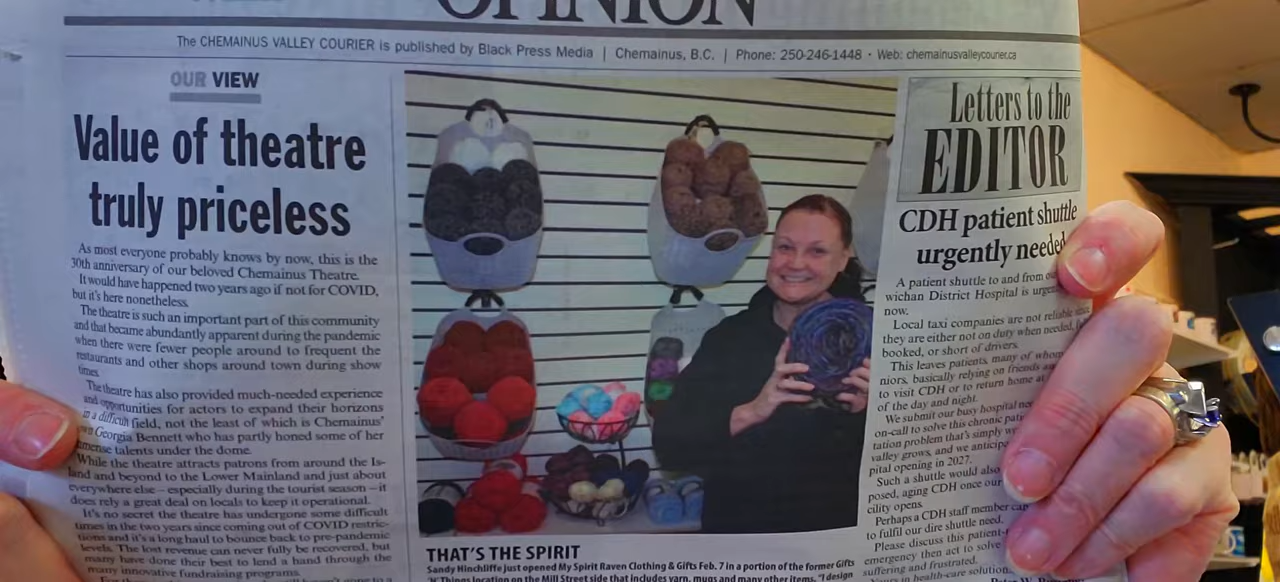 OPINION
The CHEMAINUS VALLEY COURIER is published by Black Press Media | Chemainus, B.C. | Phone: 250-246-1448 • Web: chemainusvalleycourier.ca
OUR VIEW
Value of theatre
truly priceless
As most everyone probably knows by now, this is the
30th anniversary of our beloved Chemainus Theatre.
It would have happened two years ago if not for COVID,
but it's here nonetheless.
The theatre is such an important part of this community
and that became abundantly apparent during the pandemic
when there were fewer people around to frequent the
restaurants and other shops around town during show
times.
The theatre has also provided much-needed experience
and opportunities for actors to expand their horizons
in a difficult field, not the least of which is Chemainus'
own Georgia Bennett who has partly honed some of her
immense talents under the dome.
While the theatre attracts patrons from around the Is-
land and beyond to the Lower Mainland and just about
everywhere else – especially during the tourist season – it
does rely a great deal on locals to keep it operational.
It's no secret the theatre has undergone some difficult
times in the two years since coming out of COVID restric-
tions and it's a long haul to bounce back to pre-pandemic
levels. The lost revenue can never fully be recovered, but
many have done their best to lend a hand through the
many innovative fundraising programs.
THAT'S THE SPIRIT
Sandy Hinchliffe just opened My Spirit Raven Clothing & Gifts Feb. 7 in a portion of the former
Things location on the Mill Street side that includes yarn, mugs and many other items. "I design
Letters to the
EDITOR
CDH patient shuttle
urgently needed
A patient shuttle to and from
wichan District Hospital is
now.
Local taxi companies are not reliable
they are either not on duty when needed,
booked, or short of drivers.
This leaves patients, many of whom
niors, basically relying on friends
to visit CDH or to return home at
of the day and night.
We submit our busy hospital
on-call to solve this chronic
tation problem that's simply
valley grows, and we
pital opening in 2027.
Such a shuttle would also
posed, aging CDH once our
cility opens.
Perhaps a CDH staff member
to fulfil our dire shuttle need.
Please discuss this
emergency then act to solve
suffering and frustrated.
Yours in health-care